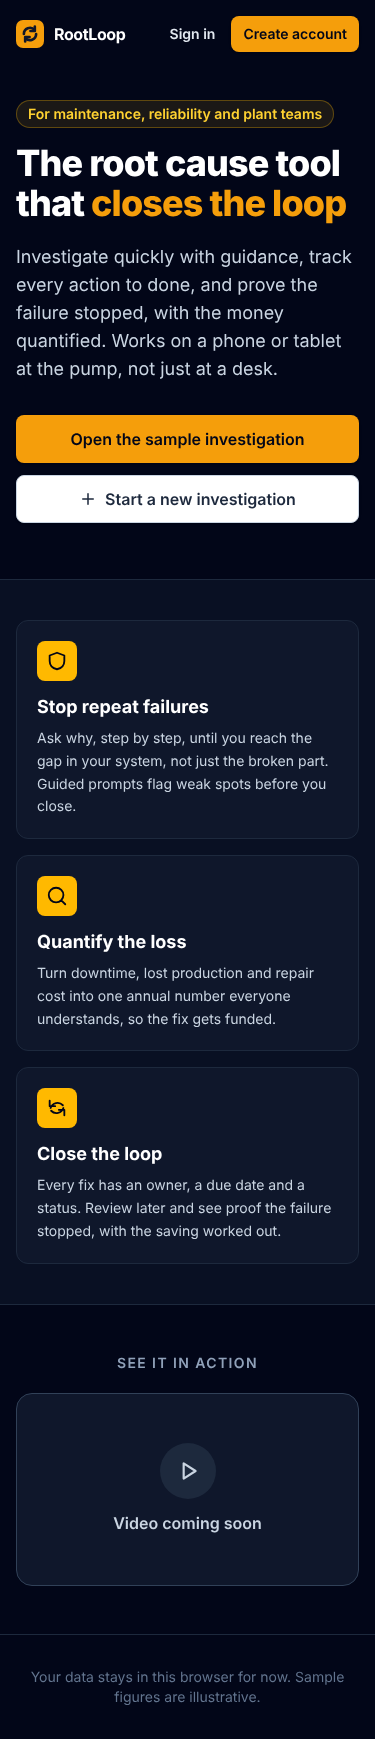 RootLoop
Sign in
Create account
For maintenance, reliability and plant teams
The root cause tool
that closes the loop
Investigate quickly with guidance, track
every action to done, and prove the
failure stopped, with the money
quantified. Works on a phone or tablet
at the pump, not just at a desk.
Open the sample investigation
Start a new investigation
Stop repeat failures
Ask why, step by step, until you reach the
gap in your system, not just the broken part.
Guided prompts flag weak spots before you
close.
Quantify the loss
Turn downtime, lost production and repair
cost into one annual number everyone
understands, so the fix gets funded.
Close the loop
Every fix has an owner, a due date and a
status. Review later and see proof the failure
stopped, with the saving worked out.
SEE IT IN ACTION
Video coming soon
Your data stays in this browser for now. Sample
figures are illustrative.